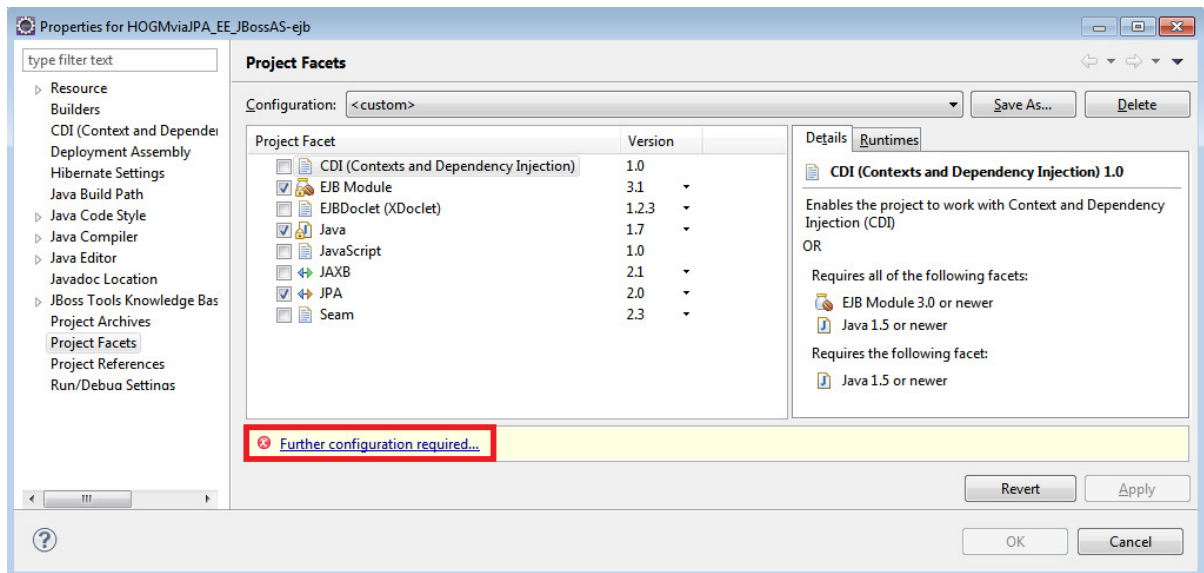 Properties for HOGMviaJPA_EE_JBossAS-ejb
type filter text
Resource
Builders
CDI (Context and Depender
Deployment Assembly
Hibernate Settings
Java Build Path
Java Code Style
Java Compiler
Java Editor
Javadoc Location
JBoss Tools Knowledge Bas
Project Archives
Project Facets
Project References
Run/Debug Settings
Project Facets
Configuration: <custom> Save As... Delete
Project Facet Version
CDI (Contexts and Dependency Injection) 1.0
EJB Module 3.1
EJBDoclet (XDoclet) 1.2.3
Java 1.7
JavaScript 1.0
JAXB 2.1
JPA 2.0
Seam 2.3
Details Runtimes
CDI (Contexts and Dependency Injection) 1.0
Enables the project to work with Context and Dependency
Injection (CDI)
OR
Requires all of the following facets:
EJB Module 3.0 or newer
Java 1.5 or newer
Requires the following facet:
Java 1.5 or newer
Further configuration required...
Revert Apply
OK Cancel